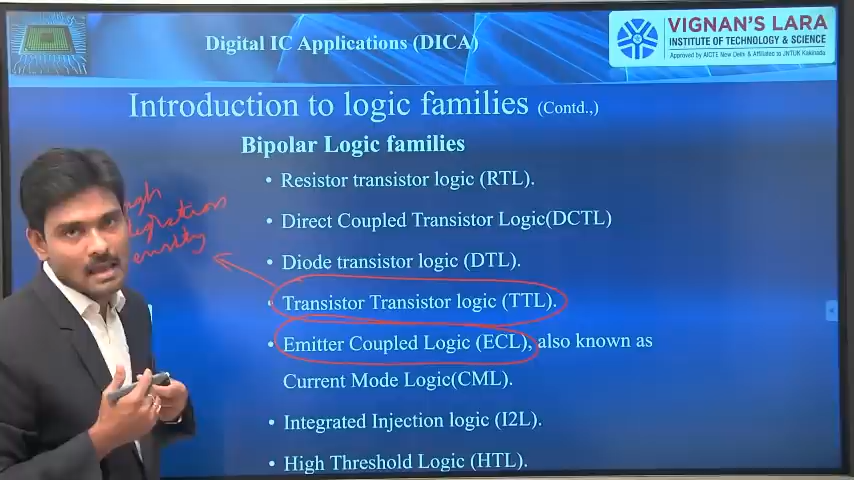 Digital IC Applications (DICA)
VIGNAN'S LARA
INSTITUTE OF TECHNOLOGY & SCIENCE
Approved by AICTE New Delhi & Affiliated to JNTUK Kakinada
Introduction to logic families (Contd.,)
Bipolar Logic families
• Resistor transistor logic (RTL).
• Direct Coupled Transistor Logic(DCTL)
• Diode transistor logic (DTL).
• Transistor Transistor logic (TTL).
• Emitter Coupled Logic (ECL), also known as
Current Mode Logic(CML).
• Integrated Injection logic (I2L).
• High Threshold Logic (HTL).